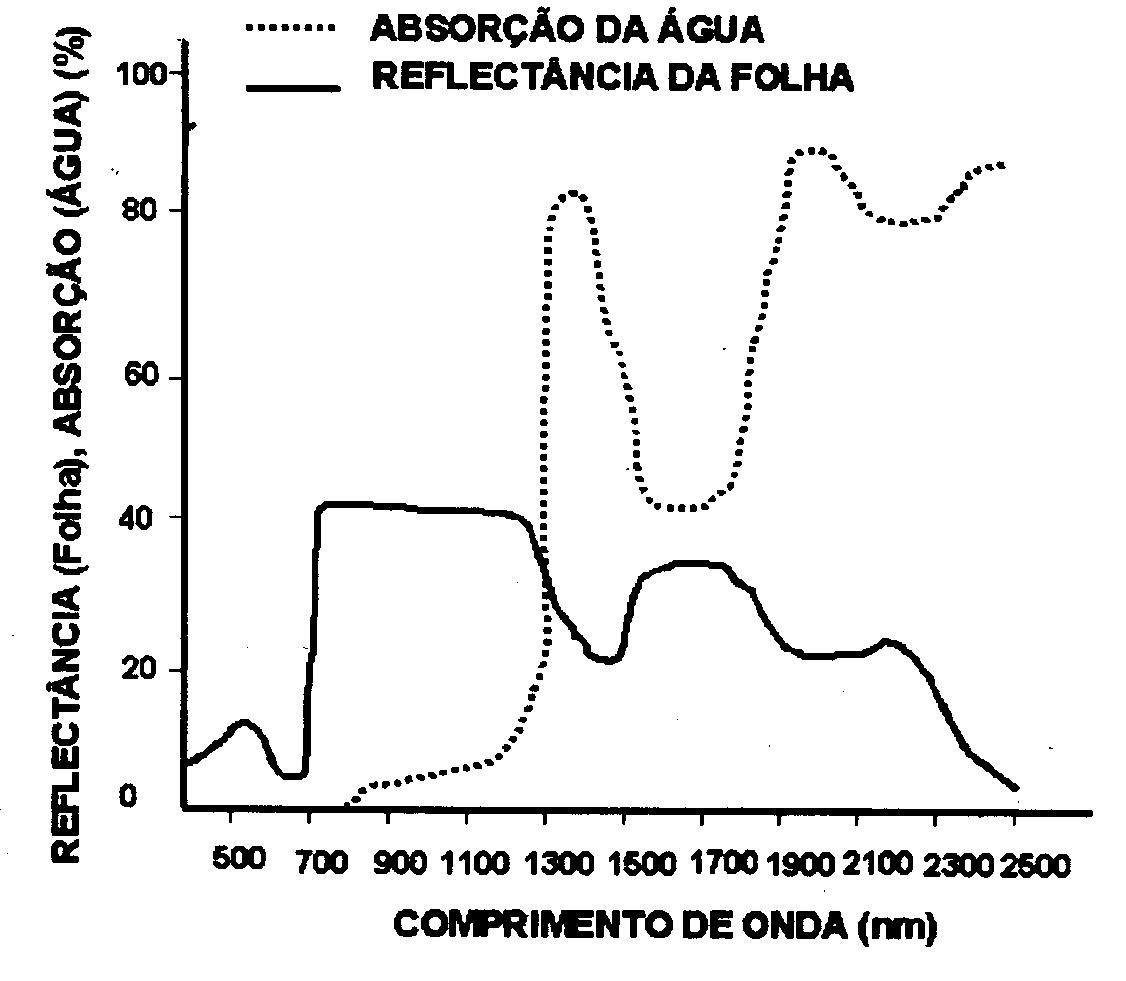 ABSORÇÃO DA ÁGUA
REFLECTÂNCIA DA FOLHA
REFLECTÂNCIA (Folha), ABSORÇÃO (ÁGUA) (%)
100
80
60
40
20
0
500 700 900 1100 1300 1500 1700 1900 2100 2300 2500
COMPRIMENTO DE ONDA (nm)